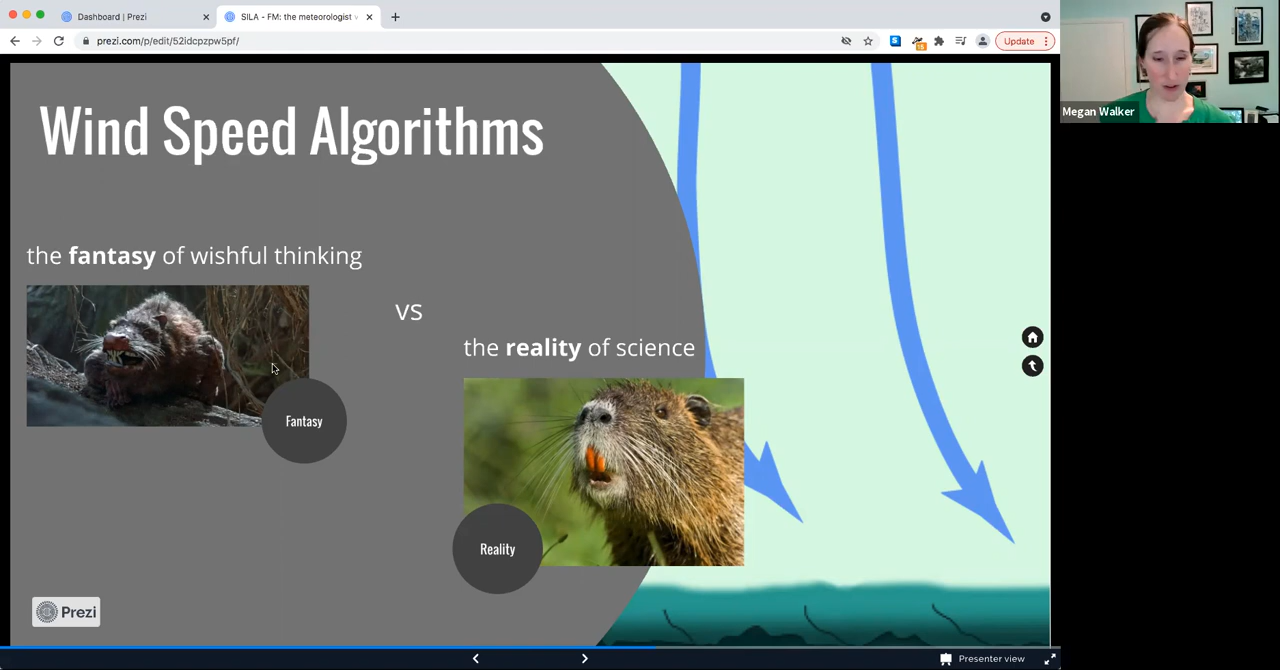 Dashboard | Prezi
SILA - FM: the meteorologist
prezi.com/p/edit/52idcpzpw5pf/
15
Update
Megan Walker
Wind Speed Algorithms
the fantasy of wishful thinking
vs
the reality of science
Fantasy
Reality
Prezi
Presenter view